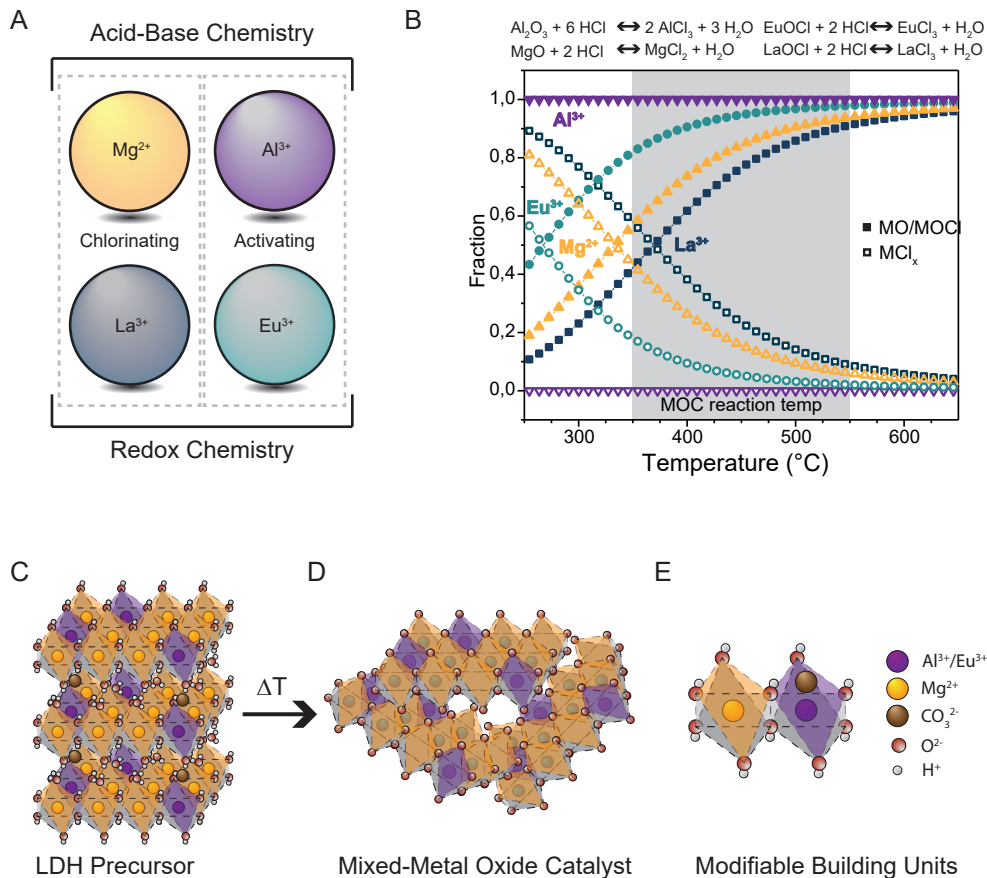 A
Acid-Base Chemistry
Mg²⁺
Al³⁺
Chlorinating
Activating
La³⁺
Eu³⁺
Redox Chemistry
B
Al₂O₃ + 6 HCl ↔ 2 AlCl₃ + 3 H₂O EuOCl + 2 HCl ↔ EuCl₃ + H₂O
MgO + 2 HCl ↔ MgCl₂ + H₂O LaOCl + 2 HCl ↔ LaCl₃ + H₂O
Fraction
1,0
0,8
0,6
0,4
0,2
0,0
Al³⁺
Eu³⁺
Mg²⁺
La³⁺
MO/MOCl
MClₓ
MOC reaction temp
300
400
500
600
Temperature (°C)
C
LDH Precursor
ΔT
D
Mixed-Metal Oxide Catalyst
E
Al³⁺/Eu³⁺
Mg²⁺
CO₃²⁻
O²⁻
H⁺
Modifiable Building Units